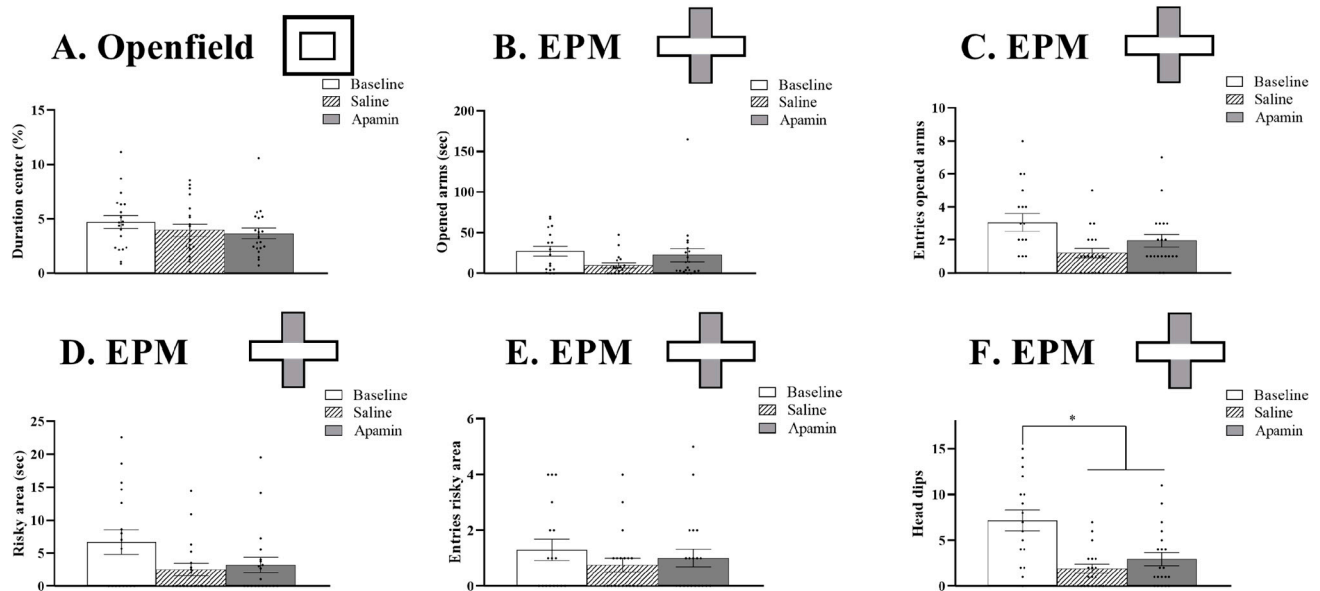 A. Openfield
Baseline
Saline
Apamin
Duration center (%)
15
10
5
0
B. EPM
Baseline
Saline
Apamin
Opened arms (sec)
200
150
100
50
0
C. EPM
Baseline
Saline
Apamin
Entries opened arms
10
8
6
4
2
0
D. EPM
Baseline
Saline
Apamin
Risky area (sec)
25
20
15
10
5
0
E. EPM
Baseline
Saline
Apamin
Entries risky area
6
4
2
0
F. EPM
Baseline
Saline
Apamin
Head dips
15
10
5
0
*